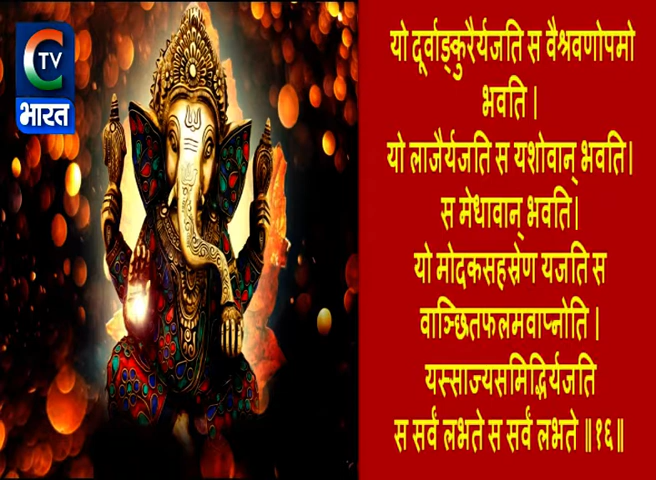 C
TV
भारत
यो दूर्वाङ्कुरैर्यजति स वैश्रवणोपमो
भवति |
यो लाजैर्यजति स यशोवान् भवति|
स मेधावान् भवति|
यो मोदकसहस्रेण यजति स
वाञ्छितफलमवाप्नोति |
यस्साज्यसमिद्भिर्यजति
स सर्वं लभते स सर्वं लभते ॥१६॥